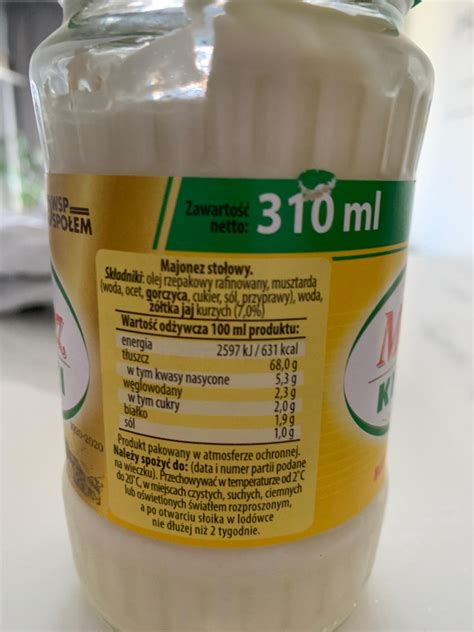 WSP
SPOŁEM
Zawartość
netto: 310 ml
Majonez stołowy.
Składniki: olej rzepakowy rafinowany, musztarda
(woda, ocet, gorczyca, cukier, sól, przyprawy), woda,
żółtka jaj kurzych (7,0%)
Wartość odżywcza 100 ml produktu:
energia 2597 kJ / 631 kcal
tłuszcz 68,0 g
w tym kwasy nasycone 5,3 g
węglowodany 2,3 g
w tym cukry 2,0 g
białko 1,9 g
sól 1,0 g
Produkt pakowany w atmosferze ochronnej.
Należy spożyć do: (data i numer partii podane
na wieczku). Przechowywać w temperaturze od 2°C
do 20°C, w miejscach czystych, suchych, ciemnych
lub oświetlonych światłem rozproszonym,
a po otwarciu słoika w lodówce
nie dłużej niż 2 tygodnie.